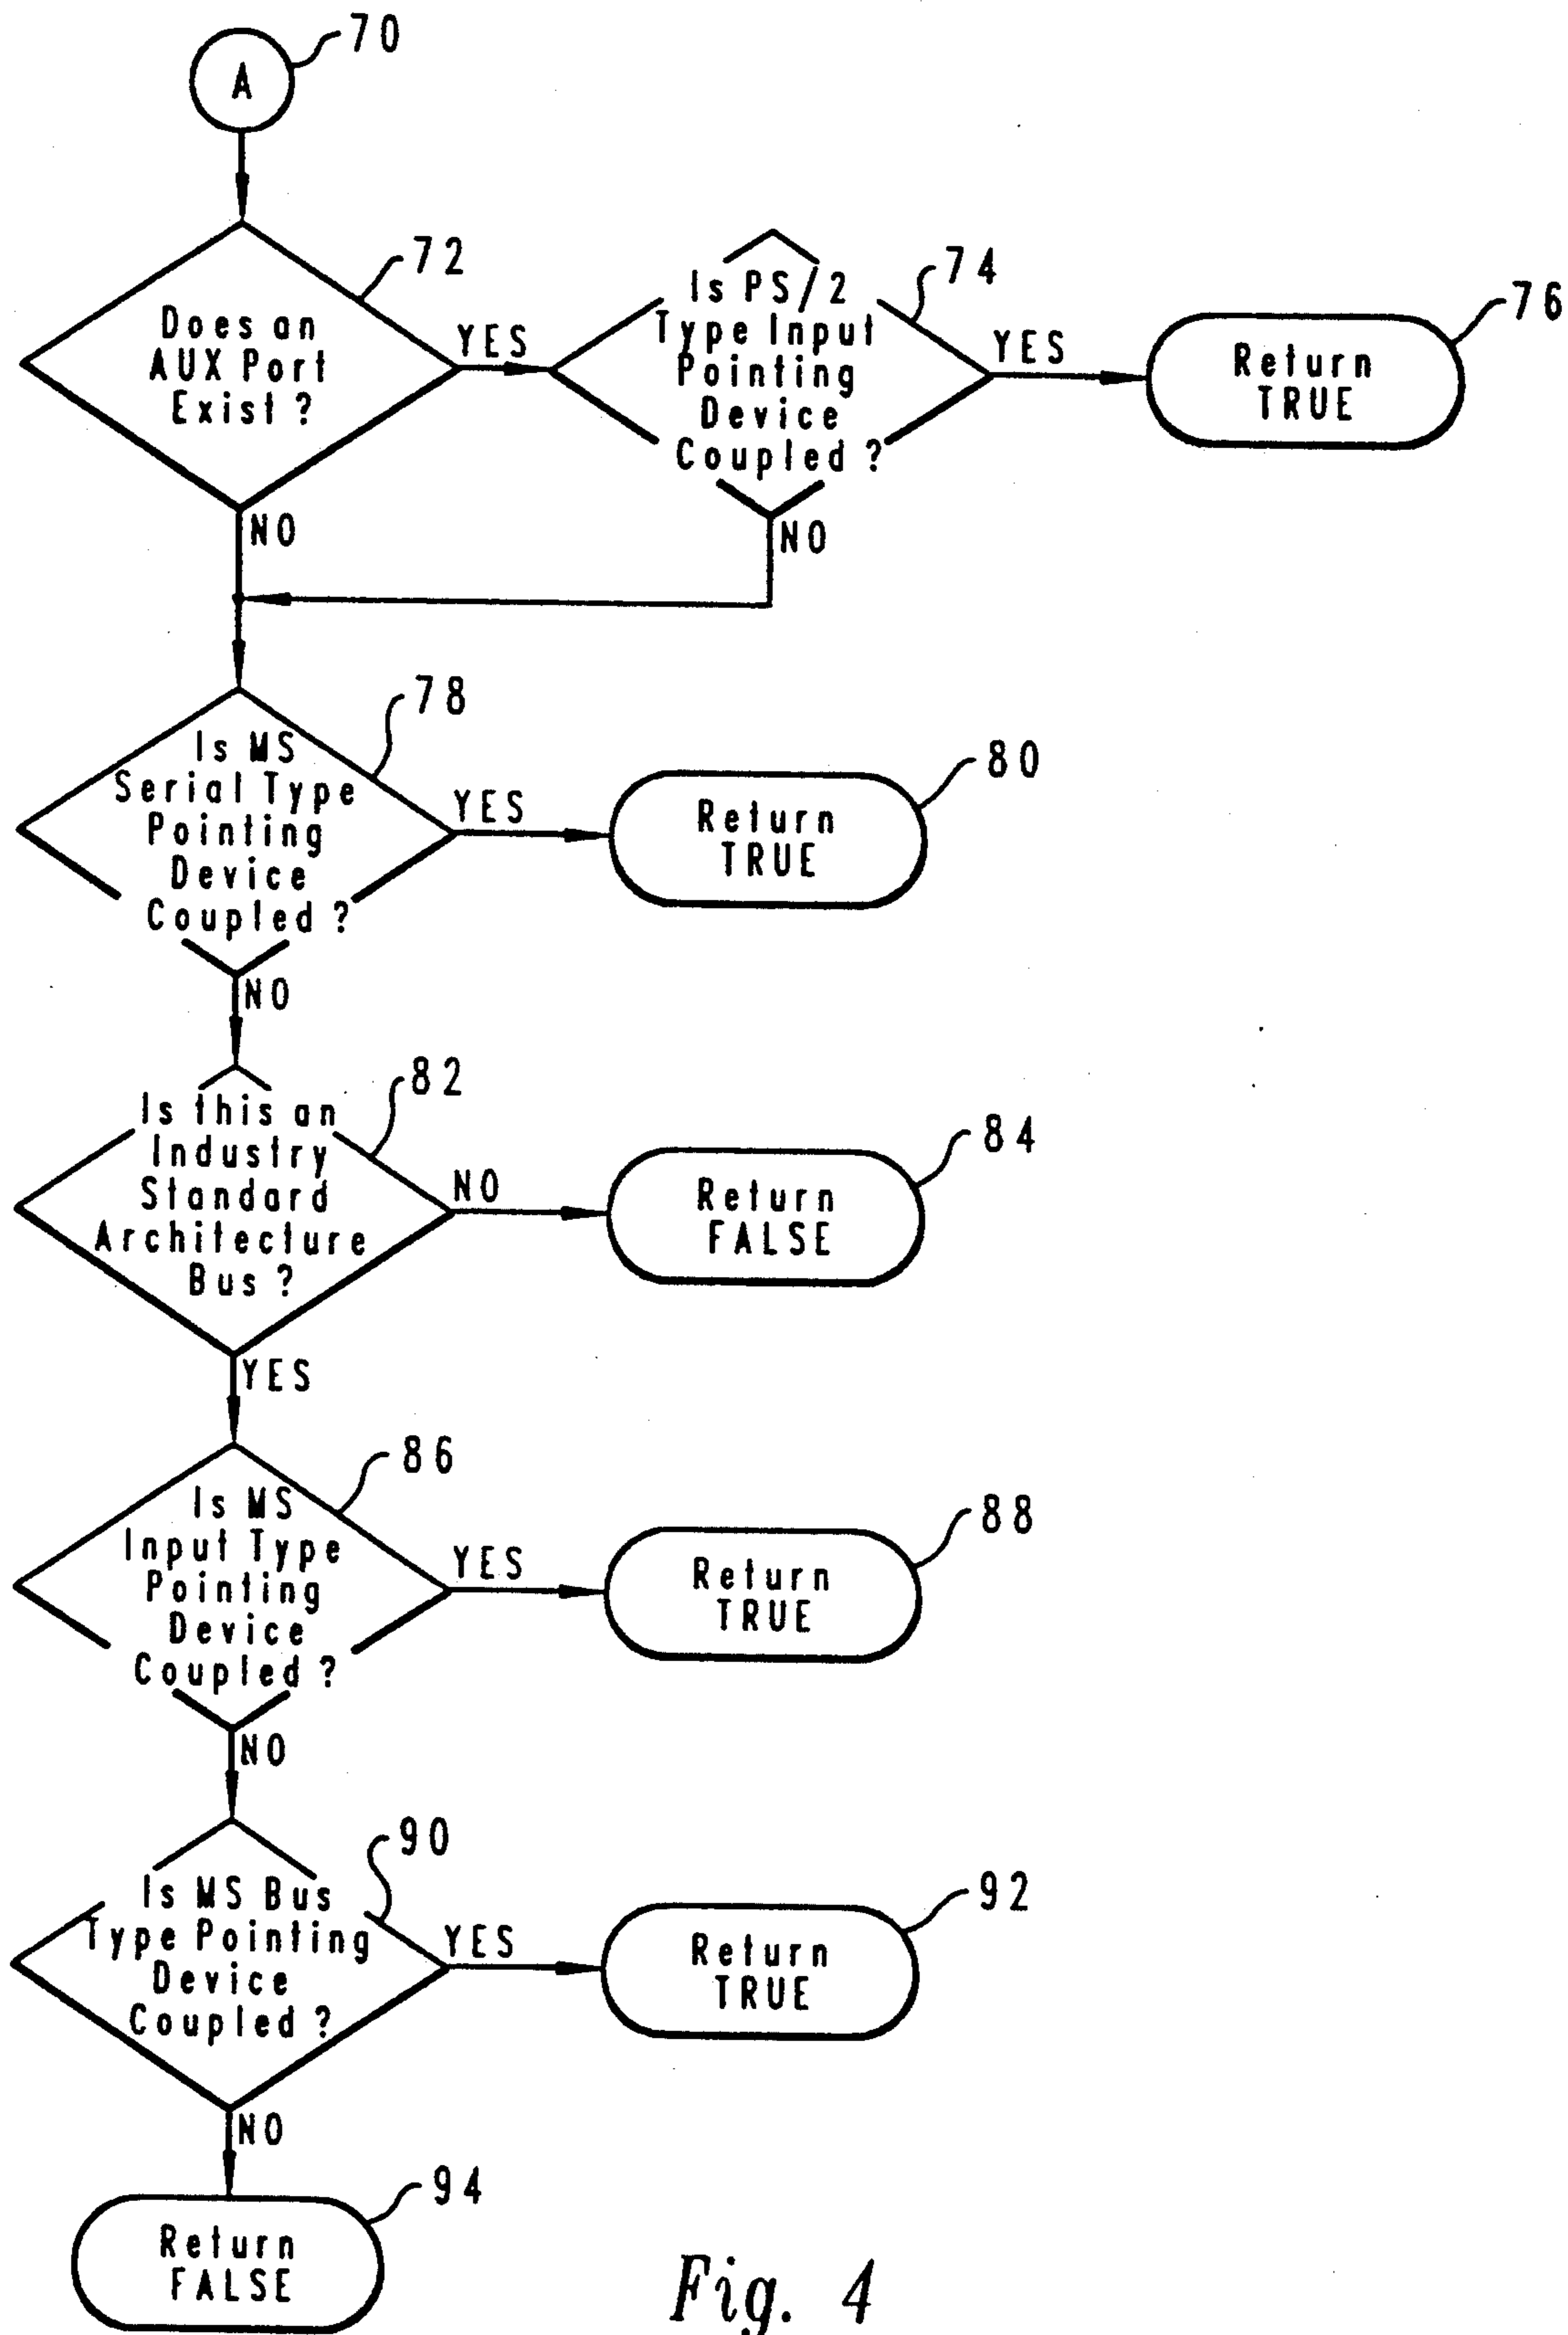 A
70
Does an
AUX Port
Exist ?
72
YES
Is PS/2
Type Input
Pointing
Device
Coupled ?
74
YES
Return
TRUE
76
NO
NO
Is MS
Serial Type
Pointing
Device
Coupled ?
78
YES
Return
TRUE
80
NO
Is this an
Industry
Standard
Architecture
Bus ?
82
NO
Return
FALSE
84
YES
Is MS
Input Type
Pointing
Device
Coupled ?
86
YES
Return
TRUE
88
NO
Is MS Bus
Type Pointing
Device
Coupled ?
90
YES
Return
TRUE
92
NO
Return
FALSE
94
Fig. 4